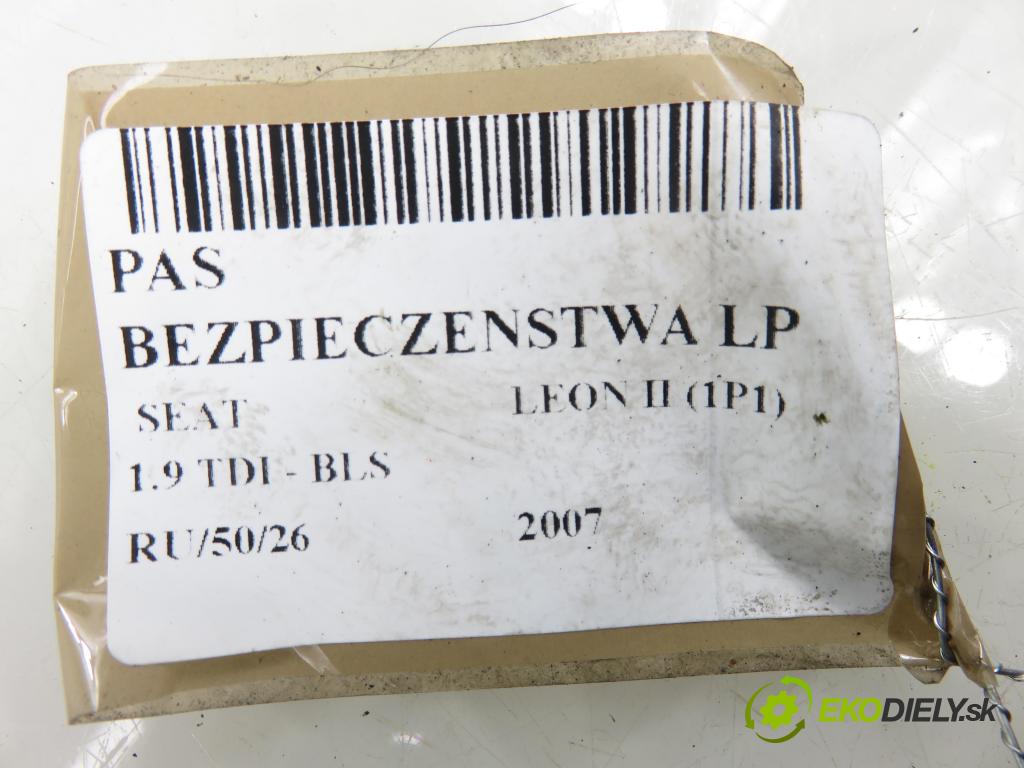 PAS
BEZPIECZENSTWA LP
SEAT LEON II (1P1)
1.9 TDI - BLS
RU/50/26 2007
EKODIELY.sk